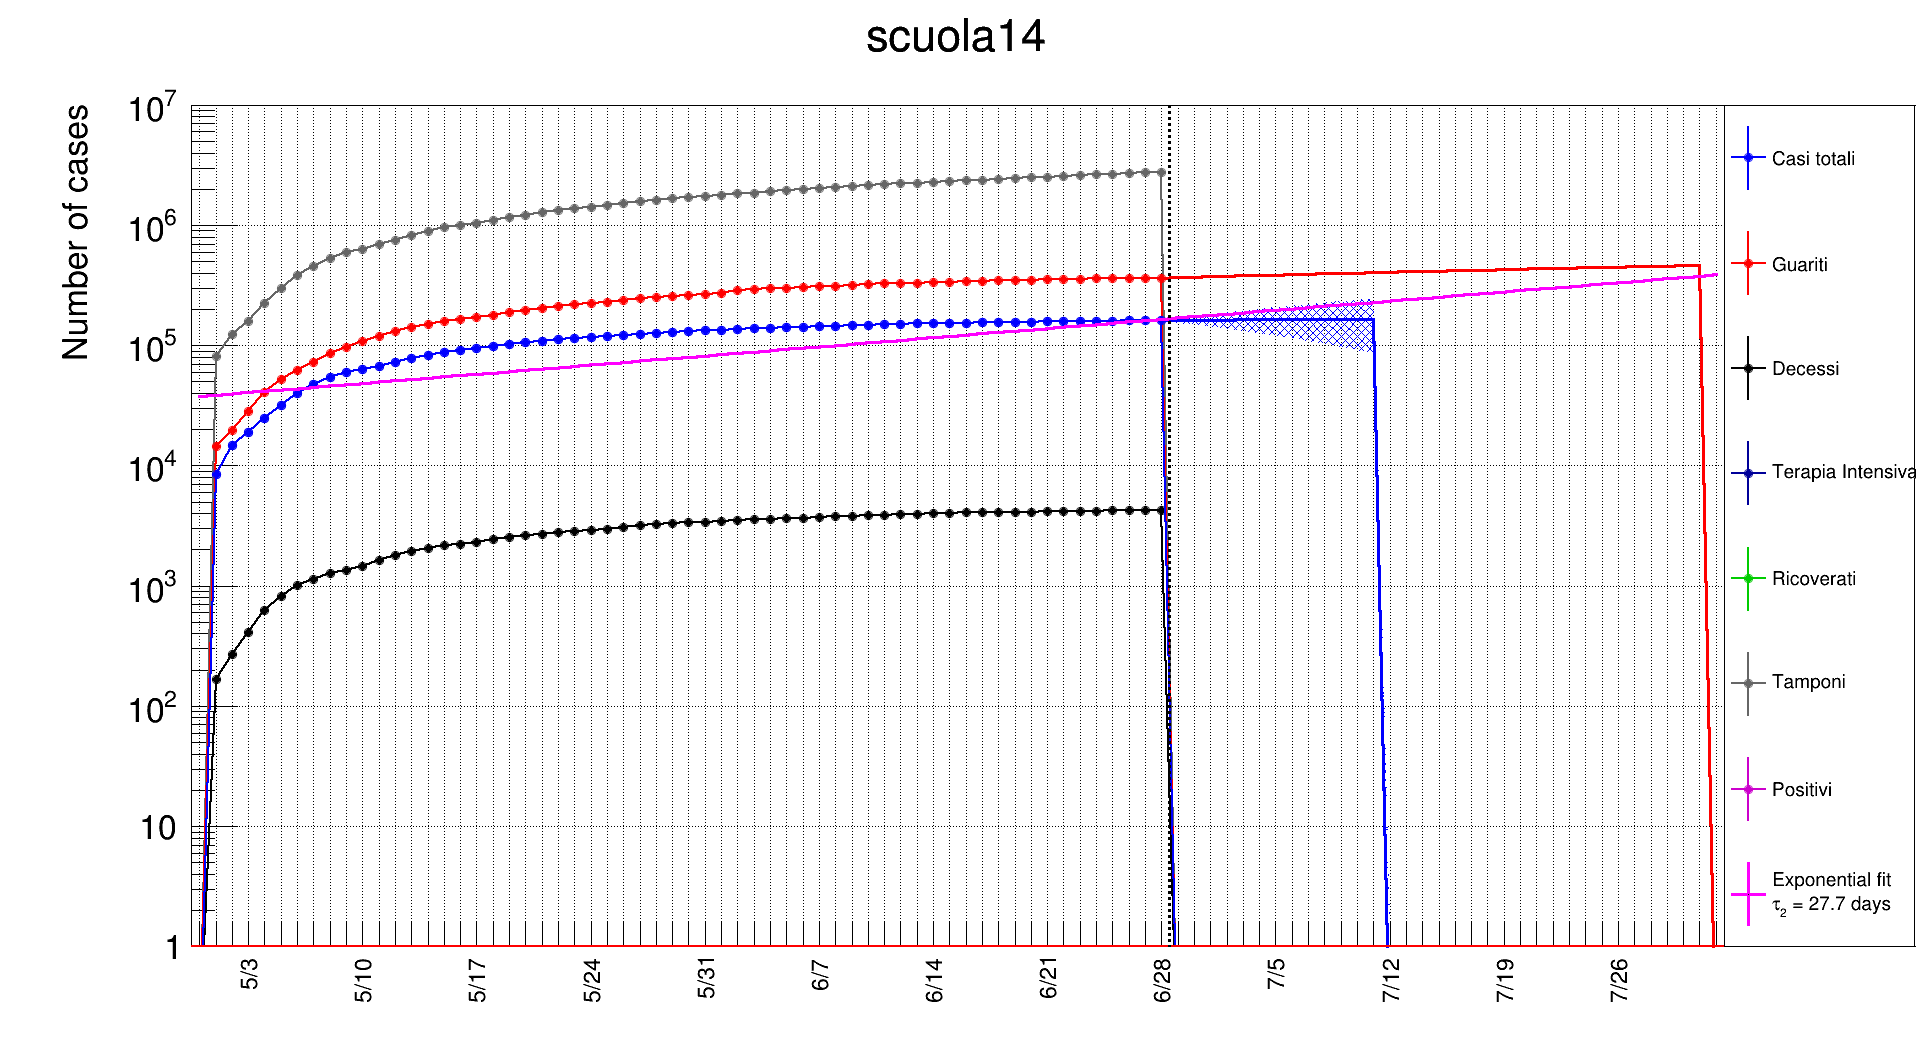 scuola14
Number of cases
10^7
10^6
10^5
10^4
10^3
10^2
10
1
5/3
5/10
5/17
5/24
5/31
6/7
6/14
6/21
6/28
7/5
7/12
7/19
7/26
Casi totali
Guariti
Decessi
Terapia Intensiva
Ricoverati
Tamponi
Positivi
Exponential fit
τ_2 = 27.7 days